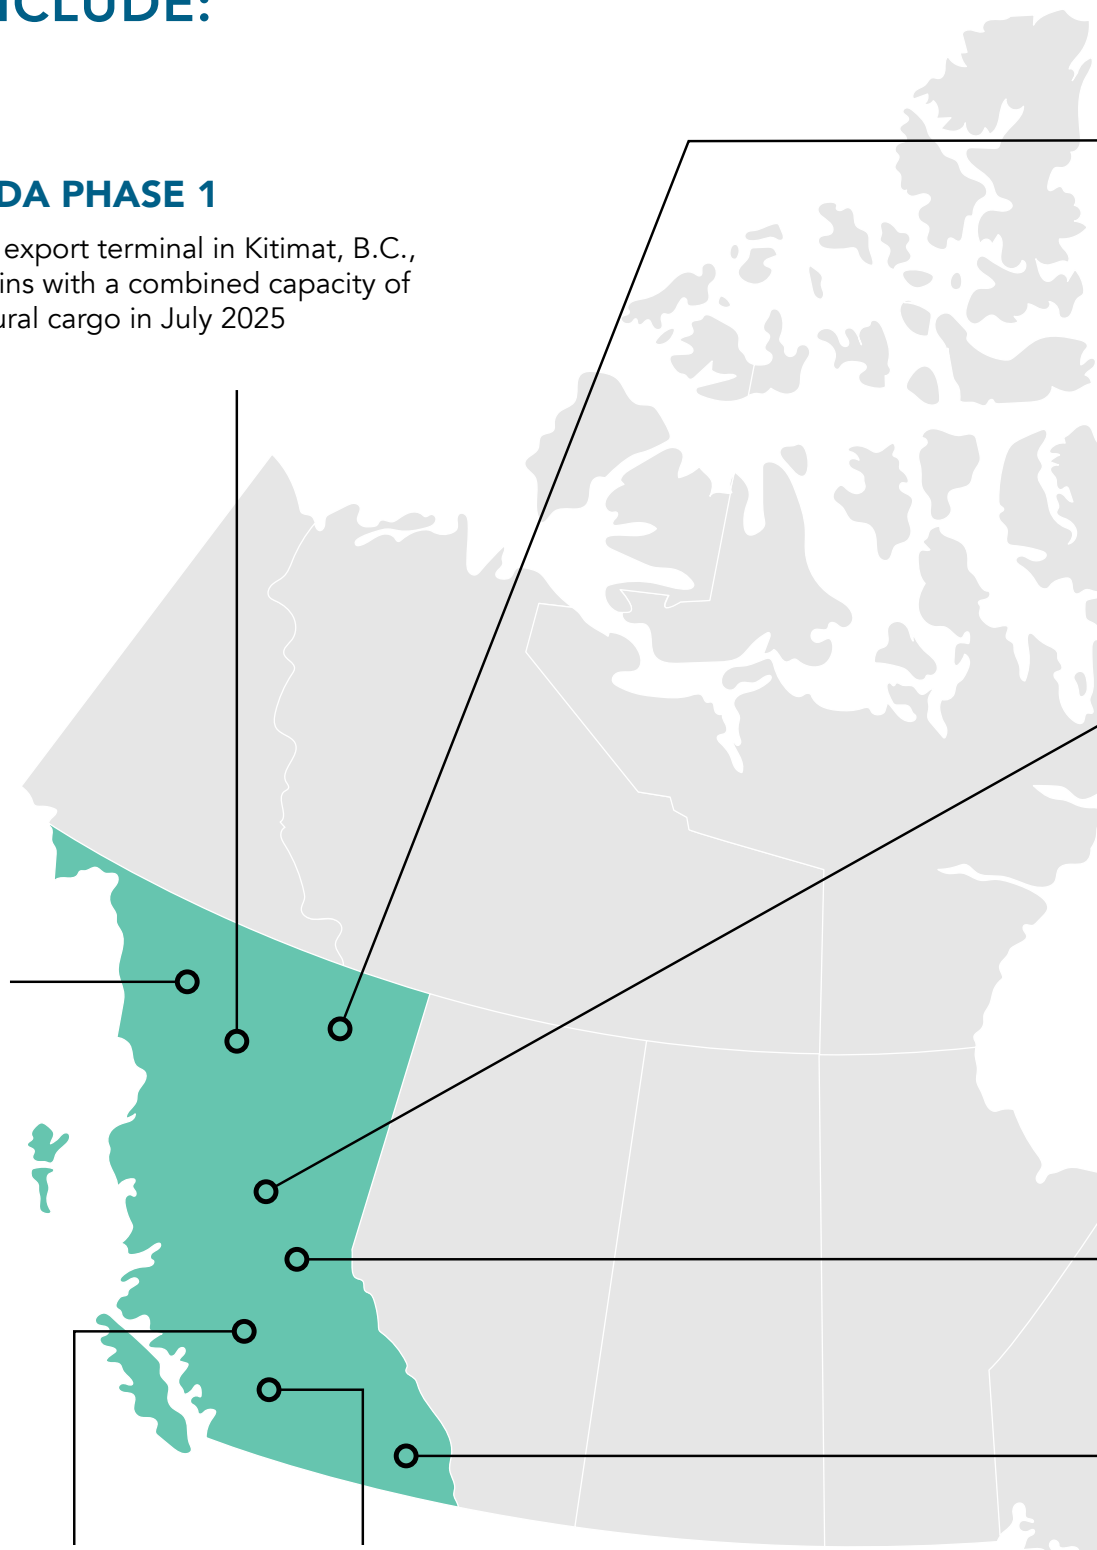 NCLUDE:
DA PHASE 1
export terminal in Kitimat, B.C.,
ins with a combined capacity of
ural cargo in July 2025